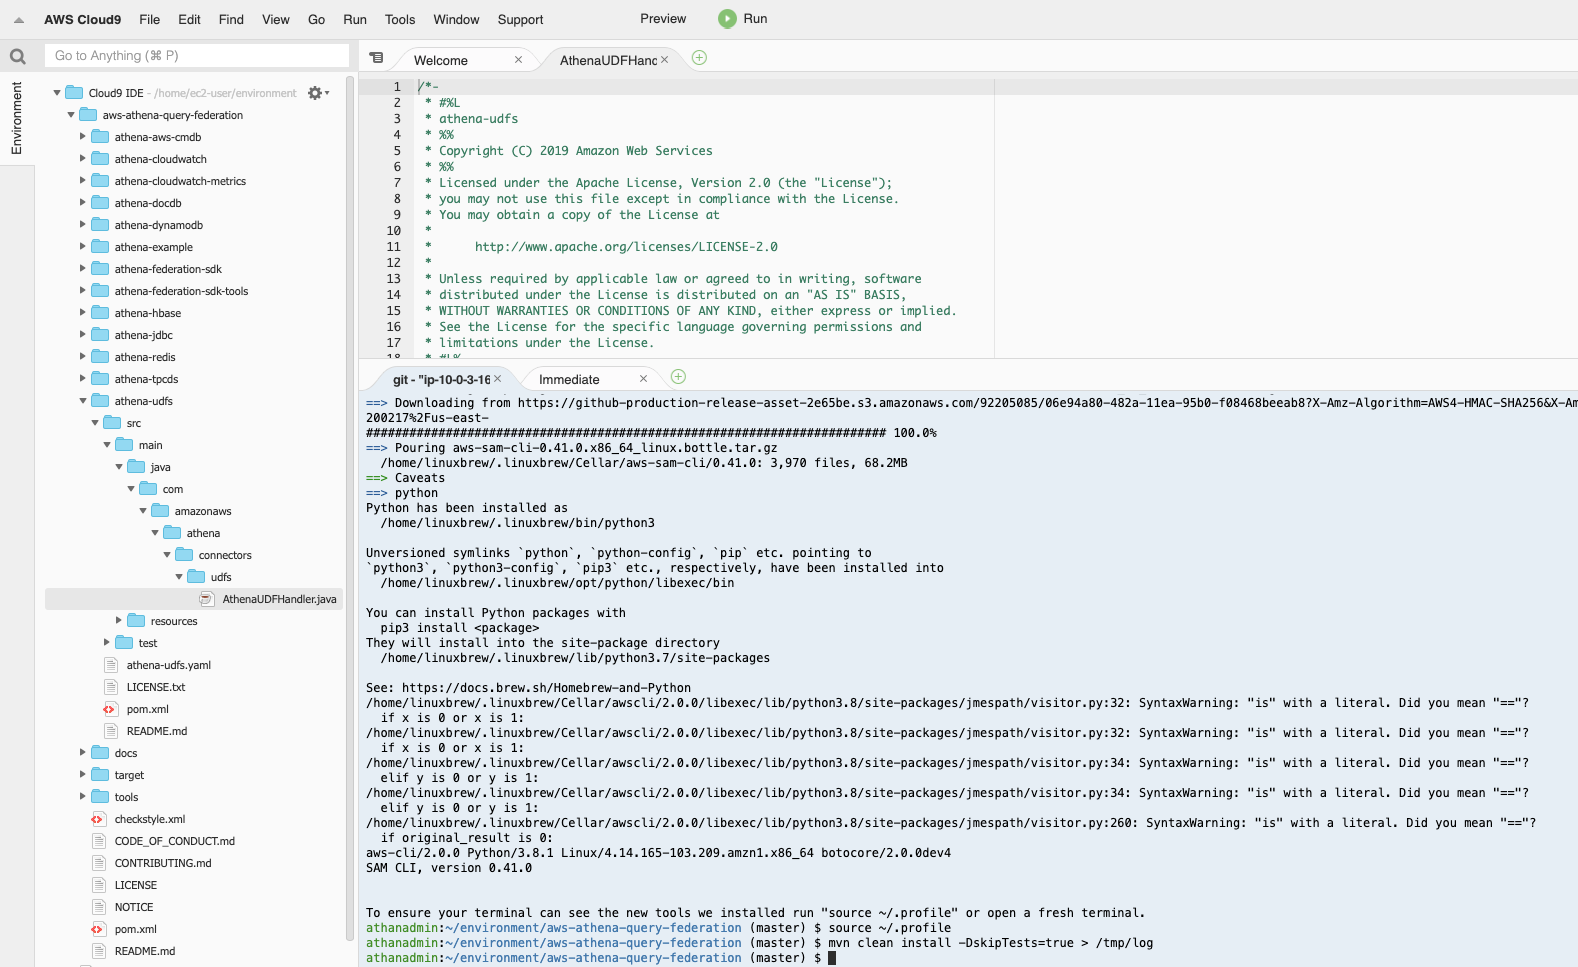 AWS Cloud9 File Edit Find View Go Run Tools Window Support Preview Run
Go to Anything (⌘ P)
Environment
Cloud9 IDE - /home/ec2-user/environment
aws-athena-query-federation
athena-aws-cmdb
athena-cloudwatch
athena-cloudwatch-metrics
athena-docdb
athena-dynamodb
athena-example
athena-federation-sdk
athena-federation-sdk-tools
athena-hbase
athena-jdbc
athena-redis
athena-tpcds
athena-udfs
src
main
java
com
amazonaws
athena
connectors
udfs
AthenaUDFHandler.java
resources
test
athena-udfs.yaml
LICENSE.txt
pom.xml
README.md
docs
target
tools
checkstyle.xml
CODE_OF_CONDUCT.md
CONTRIBUTING.md
LICENSE
NOTICE
pom.xml
README.md
Welcome AthenaUDFHand
1 /*-
2 * #%L
3 * athena-udfs
4 * %%
5 * Copyright (C) 2019 Amazon Web Services
6 * %%
7 * Licensed under the Apache License, Version 2.0 (the "License");
8 * you may not use this file except in compliance with the License.
9 * You may obtain a copy of the License at
10 *
11 * http://www.apache.org/licenses/LICENSE-2.0
12 *
13 * Unless required by applicable law or agreed to in writing, software
14 * distributed under the License is distributed on an "AS IS" BASIS,
15 * WITHOUT WARRANTIES OR CONDITIONS OF ANY KIND, either express or implied.
16 * See the License for the specific language governing permissions and
17 * limitations under the License.
18 * #L%
git - "ip-10-0-3-16 Immediate
==> Downloading from https://github-production-release-asset-2e65be.s3.amazonaws.com/92205085/06e94a80-482a-11ea-95b0-f08468beeab8?X-Amz-Algorithm=AWS4-HMAC-SHA256&X-Am
200217%2Fus-east-
######################################################################## 100.0%
==> Pouring aws-sam-cli-0.41.0.x86_64_linux.bottle.tar.gz
/home/linuxbrew/.linuxbrew/Cellar/aws-sam-cli/0.41.0: 3,970 files, 68.2MB
==> Caveats
==> python
Python has been installed as
/home/linuxbrew/.linuxbrew/bin/python3
Unversioned symlinks `python`, `python-config`, `pip` etc. pointing to
`python3`, `python3-config`, `pip3` etc., respectively, have been installed into
/home/linuxbrew/.linuxbrew/opt/python/libexec/bin
You can install Python packages with
pip3 install <package>
They will install into the site-package directory
/home/linuxbrew/.linuxbrew/lib/python3.7/site-packages
See: https://docs.brew.sh/Homebrew-and-Python
/home/linuxbrew/.linuxbrew/Cellar/awscli/2.0.0/libexec/lib/python3.8/site-packages/jmespath/visitor.py:32: SyntaxWarning: "is" with a literal. Did you mean "=="?
if x is 0 or x is 1:
/home/linuxbrew/.linuxbrew/Cellar/awscli/2.0.0/libexec/lib/python3.8/site-packages/jmespath/visitor.py:32: SyntaxWarning: "is" with a literal. Did you mean "=="?
if x is 0 or x is 1:
/home/linuxbrew/.linuxbrew/Cellar/awscli/2.0.0/libexec/lib/python3.8/site-packages/jmespath/visitor.py:34: SyntaxWarning: "is" with a literal. Did you mean "=="?
elif y is 0 or y is 1:
/home/linuxbrew/.linuxbrew/Cellar/awscli/2.0.0/libexec/lib/python3.8/site-packages/jmespath/visitor.py:34: SyntaxWarning: "is" with a literal. Did you mean "=="?
elif y is 0 or y is 1:
/home/linuxbrew/.linuxbrew/Cellar/awscli/2.0.0/libexec/lib/python3.8/site-packages/jmespath/visitor.py:260: SyntaxWarning: "is" with a literal. Did you mean "=="?
if original_result is 0:
aws-cli/2.0.0 Python/3.8.1 Linux/4.14.165-103.209.amzn1.x86_64 botocore/2.0.0dev4
SAM CLI, version 0.41.0
To ensure your terminal can see the new tools we installed run "source ~/.profile" or open a fresh terminal.
athanadmin:~/environment/aws-athena-query-federation (master) $ source ~/.profile
athanadmin:~/environment/aws-athena-query-federation (master) $ mvn clean install -DskipTests=true > /tmp/log
athanadmin:~/environment/aws-athena-query-federation (master) $